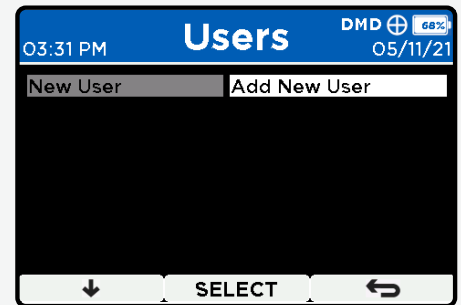 Users
DMD 68%
03:31 PM
05/11/21
New User
Add New User
SELECT